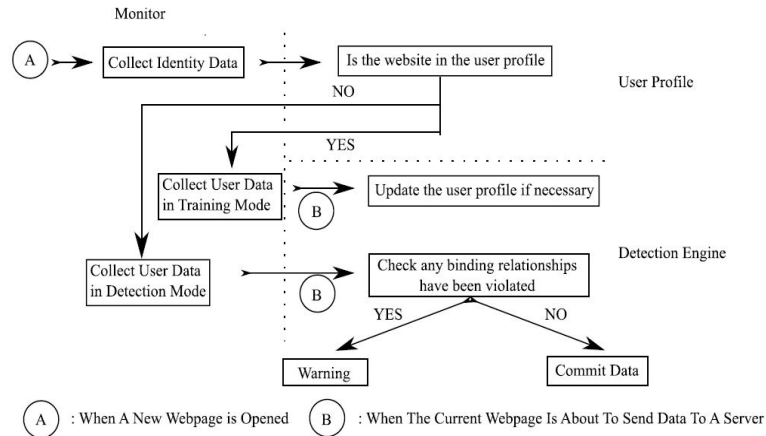 Monitor
A
Collect Identity Data
Is the website in the user profile
User Profile
NO
YES
Collect User Data
in Training Mode
B
Update the user profile if necessary
Detection Engine
Collect User Data
in Detection Mode
B
Check any binding relationships
have been violated
YES
NO
Warning
Commit Data
A : When A New Webpage is Opened
B : When The Current Webpage Is About To Send Data To A Server